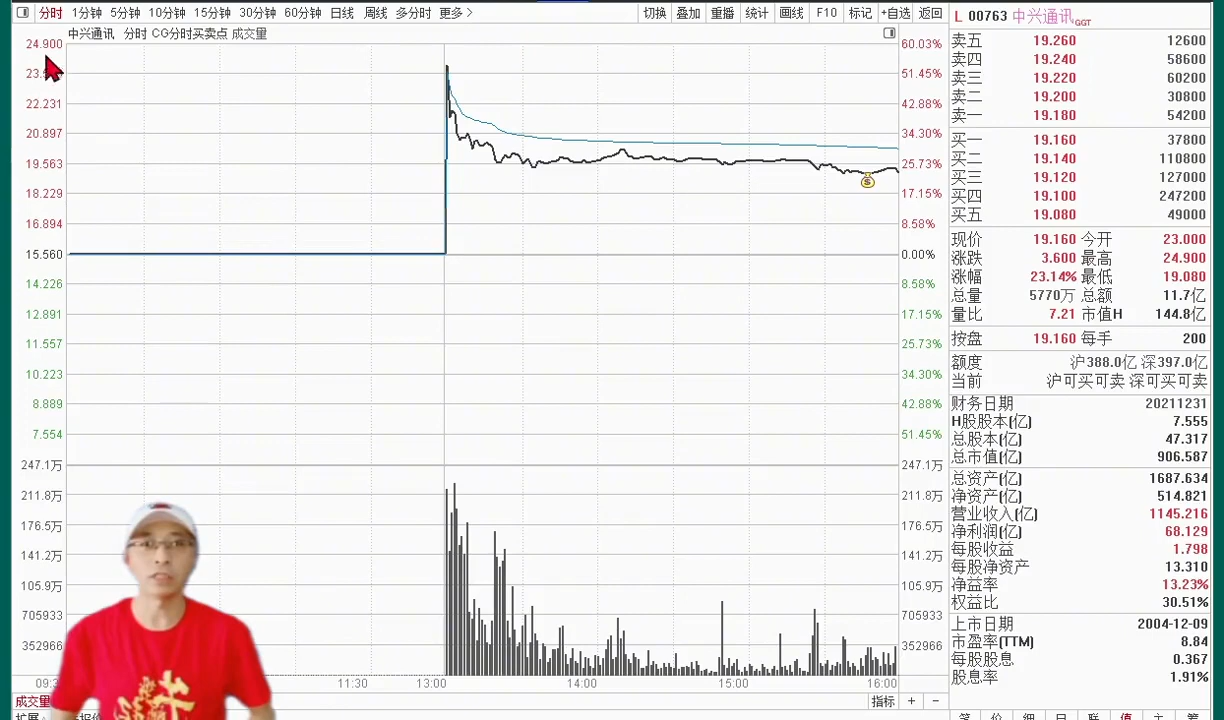 分时 1分钟 5分钟 10分钟 15分钟 30分钟 60分钟 日线 周线 多分时 更多 切换 叠加 重播 统计 画线 F10 标记 +自选 返回
L 00763 中兴通讯 GGT
中兴通讯 分时 CG分时买卖点 成交量
24.900 60.03%
51.45%
22.231 42.88%
20.897 34.30%
19.563 25.73%
18.229 17.15%
16.894 8.58%
15.560 0.00%
14.226 8.58%
12.891 17.15%
11.557 25.73%
10.223 34.30%
8.889 42.88%
7.554 51.45%
247.1万 247.1万
211.8万 211.8万
176.5万 176.5万
141.2万 141.2万
105.9万 105.9万
705933 705933
352966 352966
11:30 13:00 14:00 15:00 16:00
成交量 指标 + −
卖五 19.260 12600
卖四 19.240 58600
卖三 19.220 60200
卖二 19.200 30800
卖一 19.180 54200
买一 19.160 37800
买二 19.140 110800
买三 19.120 127000
买四 19.100 247200
买五 19.080 49000
现价 19.160 今开 23.000
涨跌 3.600 最高 24.900
涨幅 23.14% 最低 19.080
总量 5770万 总额 11.7亿
量比 7.21 市值H 144.8亿
按盘 19.160 每手 200
额度 沪388.0亿 深397.0亿
当前 沪可买可卖 深可买可卖
财务日期 20211231
H股股本(亿) 7.555
总股本(亿) 47.317
总市值(亿) 906.587
总资产(亿) 1687.634
净资产(亿) 514.821
营业收入(亿) 1145.216
净利润(亿) 68.129
每股收益 1.798
每股净资产 13.310
净益率 13.23%
权益比 30.51%
上市日期 2004-12-09
市盈率(TTM) 8.84
每股股息 0.367
股息率 1.91%